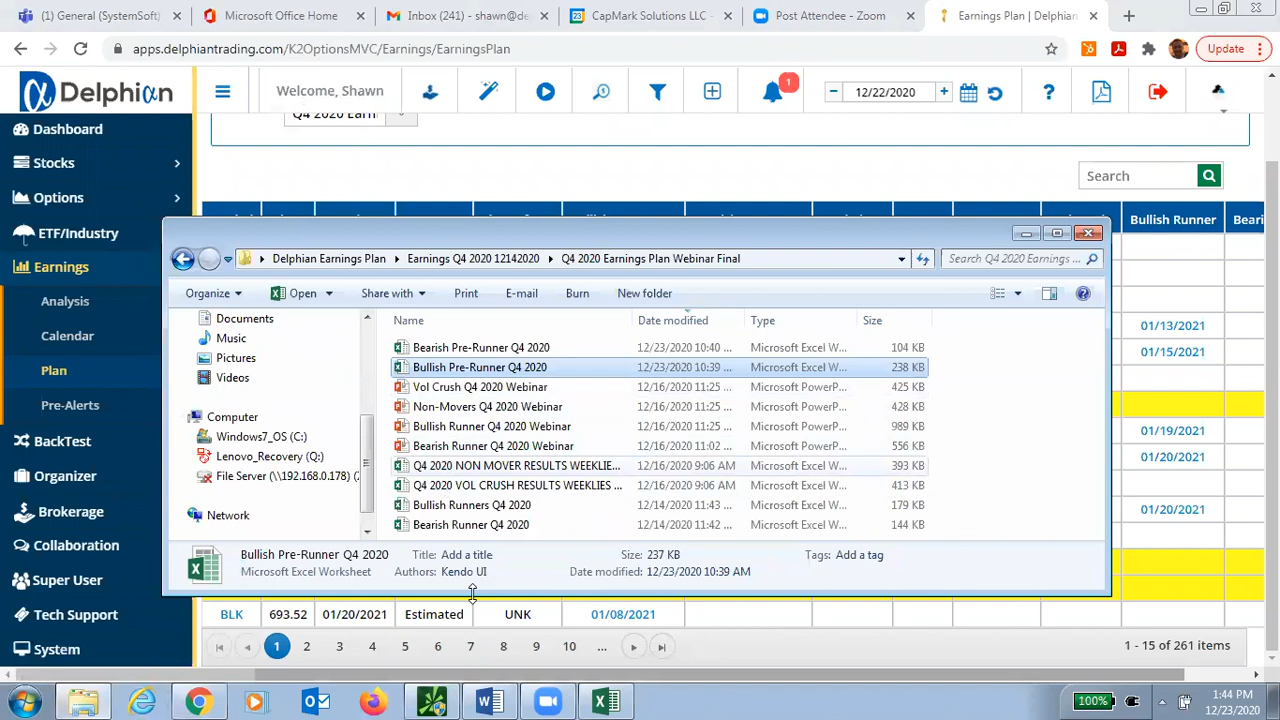 General (SystemSoft)
Microsoft Office Home
Inbox (241) - shawn@de
CapMark Solutions LLC -
Post Attendee - Zoom
Earnings Plan | Delphian
apps.delphiantrading.com/K2OptionsMVC/Earnings/EarningsPlan
Update
Delphian
Welcome, Shawn
1
12/22/2020
Q4 2020 Earni
Search
Dashboard
Stocks
Options
ETF/Industry
Earnings
Analysis
Calendar
Plan
Pre-Alerts
BackTest
Organizer
Brokerage
Collaboration
Super User
Tech Support
System
Bullish Runner
Beari
01/13/2021
01/15/2021
01/19/2021
01/20/2021
01/20/2021
Delphian Earnings Plan
Earnings Q4 2020 12142020
Q4 2020 Earnings Plan Webinar Final
Search Q4 2020 Earnings ...
Organize
Open
Share with
Print
E-mail
Burn
New folder
Documents
Music
Pictures
Videos
Computer
Windows7_OS (C:)
Lenovo_Recovery (Q:)
File Server (\\192.168.0.178) (
Network
Name Date modified Type Size
Bearish Pre-Runner Q4 2020 12/23/2020 10:40 ... Microsoft Excel W... 104 KB
Bullish Pre-Runner Q4 2020 12/23/2020 10:39 ... Microsoft Excel W... 238 KB
Vol Crush Q4 2020 Webinar 12/16/2020 11:25 ... Microsoft PowerP... 425 KB
Non-Movers Q4 2020 Webinar 12/16/2020 11:25 ... Microsoft PowerP... 428 KB
Bullish Runner Q4 2020 Webinar 12/16/2020 11:25 ... Microsoft PowerP... 989 KB
Bearish Runner Q4 2020 Webinar 12/16/2020 11:02 ... Microsoft PowerP... 556 KB
Q4 2020 NON MOVER RESULTS WEEKLIE... 12/16/2020 9:06 AM Microsoft Excel W... 393 KB
Q4 2020 VOL CRUSH RESULTS WEEKLIES ... 12/16/2020 9:06 AM Microsoft Excel W... 413 KB
Bullish Runners Q4 2020 12/14/2020 11:43 ... Microsoft Excel W... 179 KB
Bearish Runner Q4 2020 12/14/2020 11:42 ... Microsoft Excel W... 144 KB
Bullish Pre-Runner Q4 2020 Title: Add a title Size: 237 KB Tags: Add a tag
Microsoft Excel Worksheet Authors: Kendo UI Date modified: 12/23/2020 10:39 AM
BLK 693.52 01/20/2021 Estimated UNK 01/08/2021
1 2 3 4 5 6 7 8 9 10 ...
1 - 15 of 261 items
100%
1:44 PM
12/23/2020